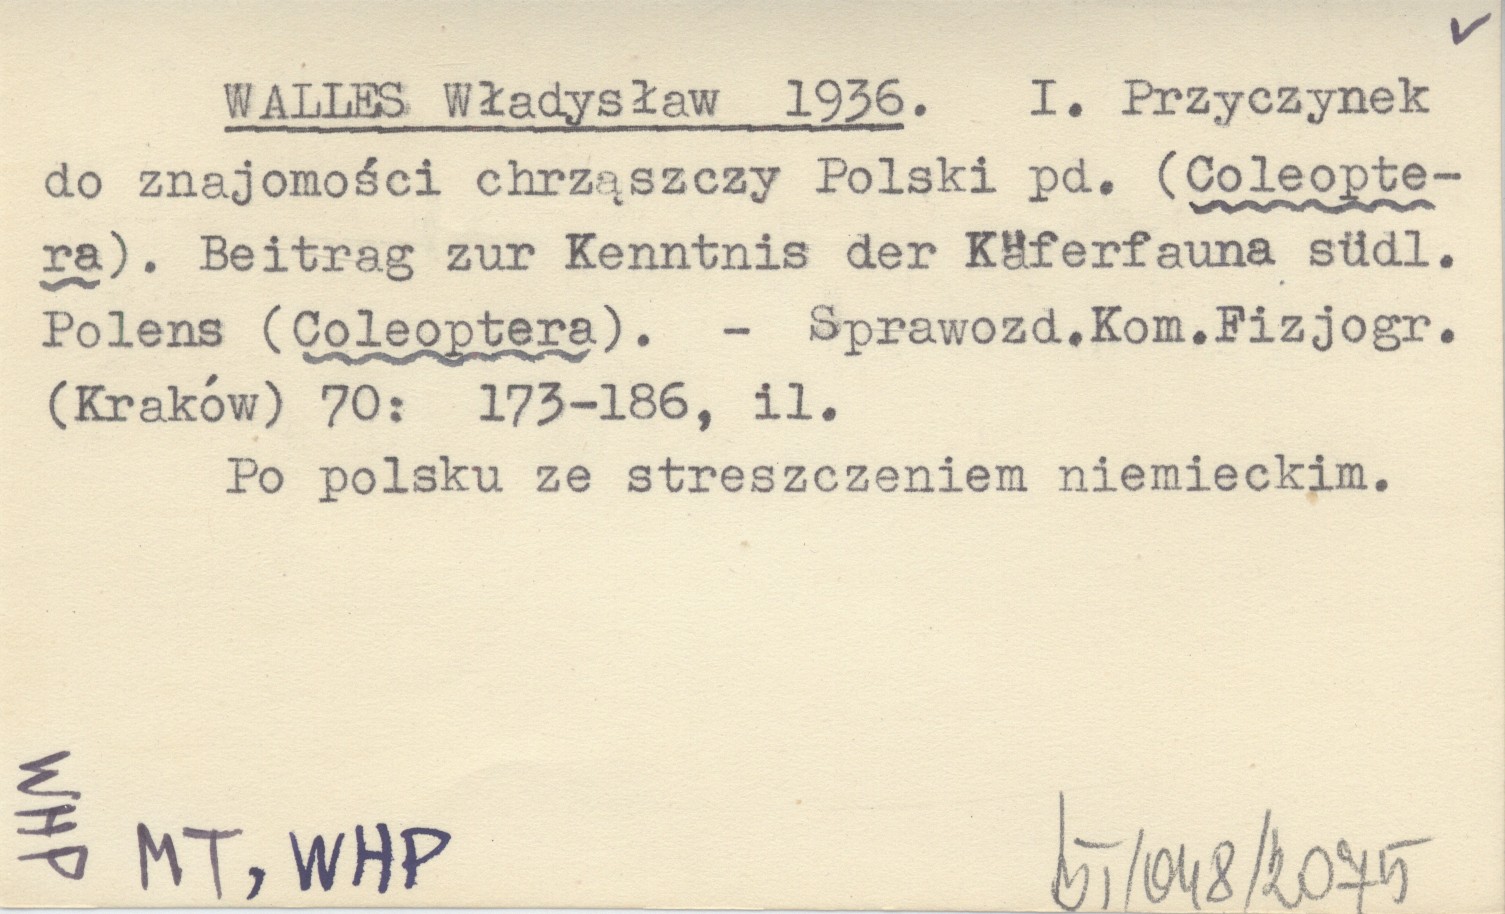 WALLES Władysław 1936. I. Przyczynek
do znajomości chrząszczy Polski pd. (Coleopte-
ra). Beitrag zur Kenntnis der Käferfauna südl.
Polens (Coleoptera). - Sprawozd.Kom.Fizjogr.
(Kraków) 70: 173-186, il.
Po polsku ze streszczeniem niemieckim.
WHP
MT, WHP
/048/2075